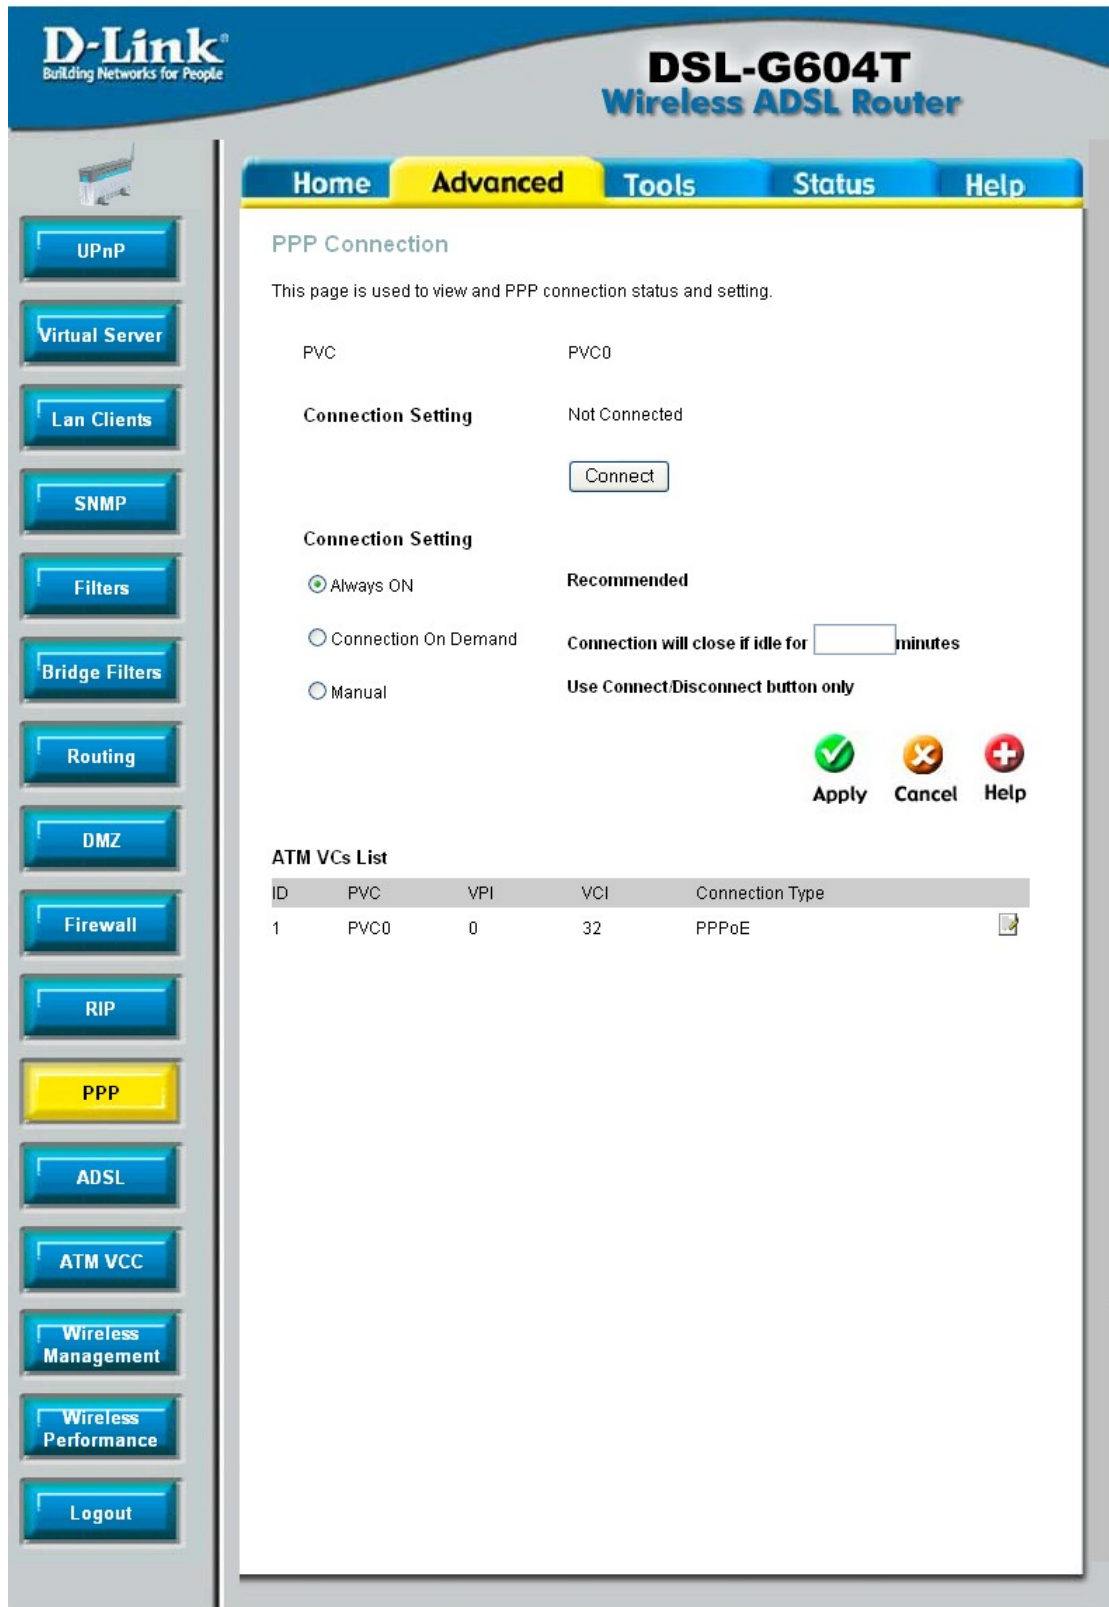 D-Link®
Building Networks for People
DSL-G604T
Wireless ADSL Router
Home Advanced Tools Status Help
UPnP
Virtual Server
Lan Clients
SNMP
Filters
Bridge Filters
Routing
DMZ
Firewall
RIP
PPP
ADSL
ATM VCC
Wireless
Management
Wireless
Performance
Logout
PPP Connection
This page is used to view and PPP connection status and setting.
PVC PVC0
Connection Setting Not Connected
Connect
Connection Setting
Always ON Recommended
Connection On Demand Connection will close if idle for minutes
Manual Use Connect/Disconnect button only
Apply Cancel Help
ATM VCs List
ID PVC VPI VCI Connection Type
1 PVC0 0 32 PPPoE